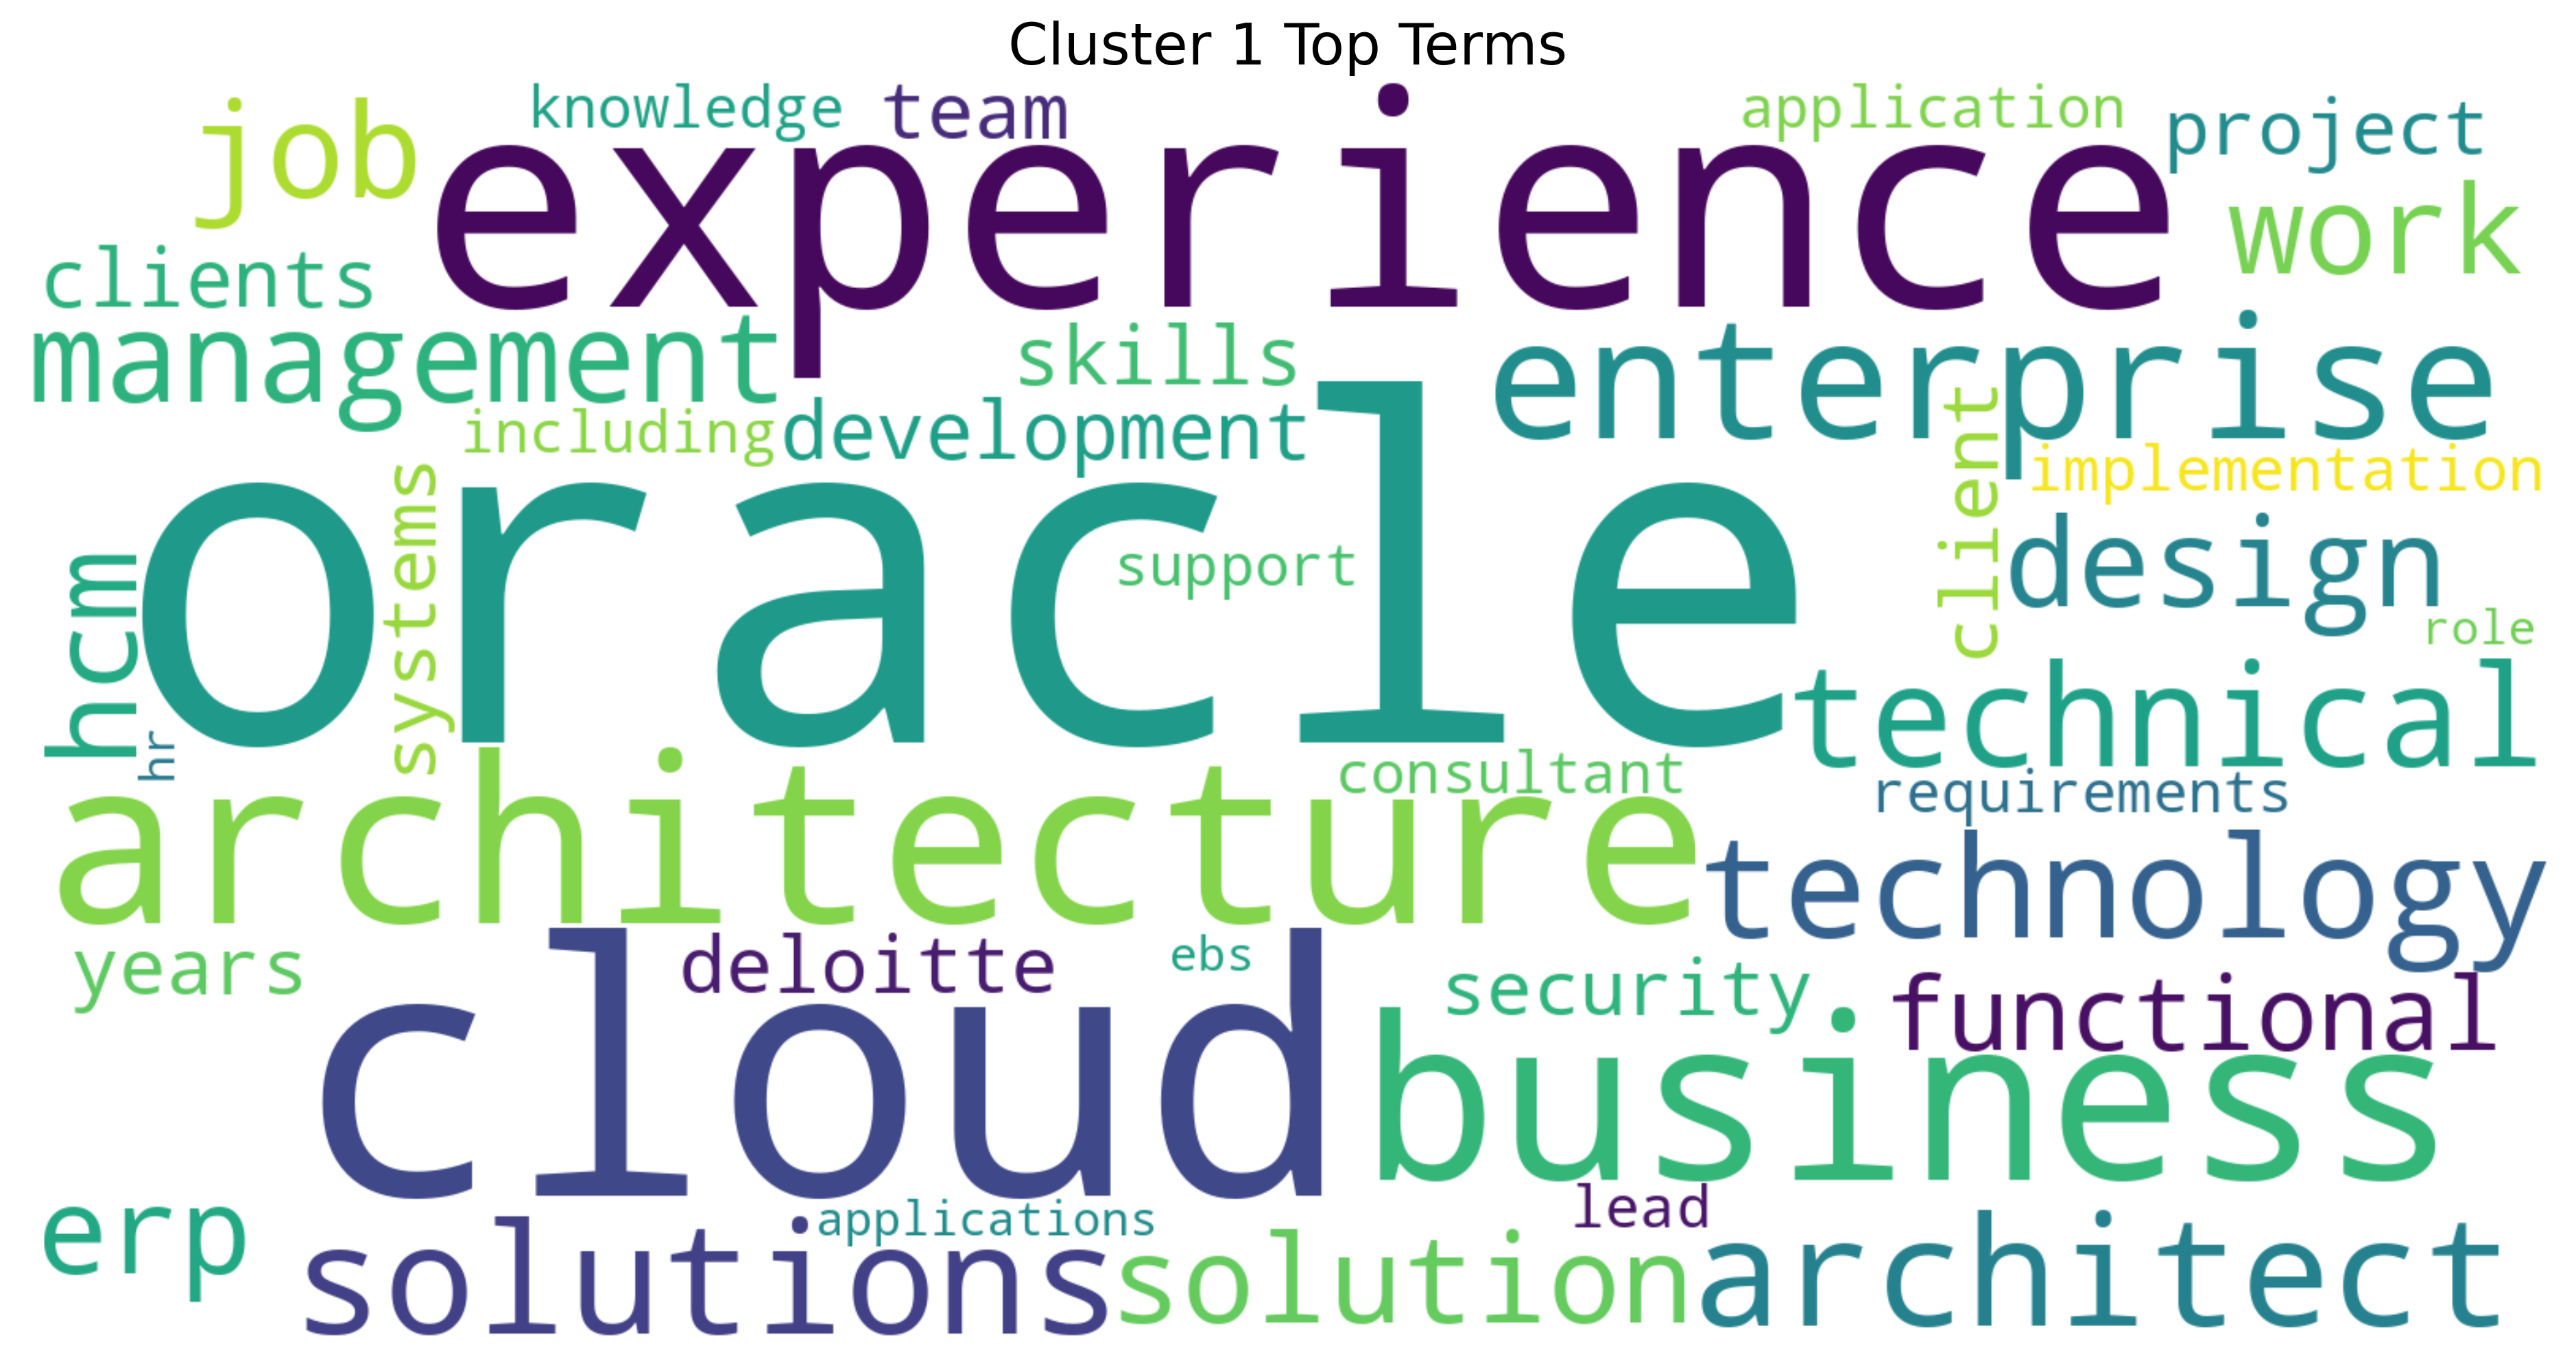 Cluster 1 Top Terms
job
knowledge
team
experience
application
project
work
clients
management
skills
enterprise
including
development
client
implementation
oracle
systems
support
design
hcm
hr
role
technical
architecture
consultant
requirements
technology
years
deloitte
ebs
security
functional
cloud
business
erp
applications
lead
solutions
solution
architect